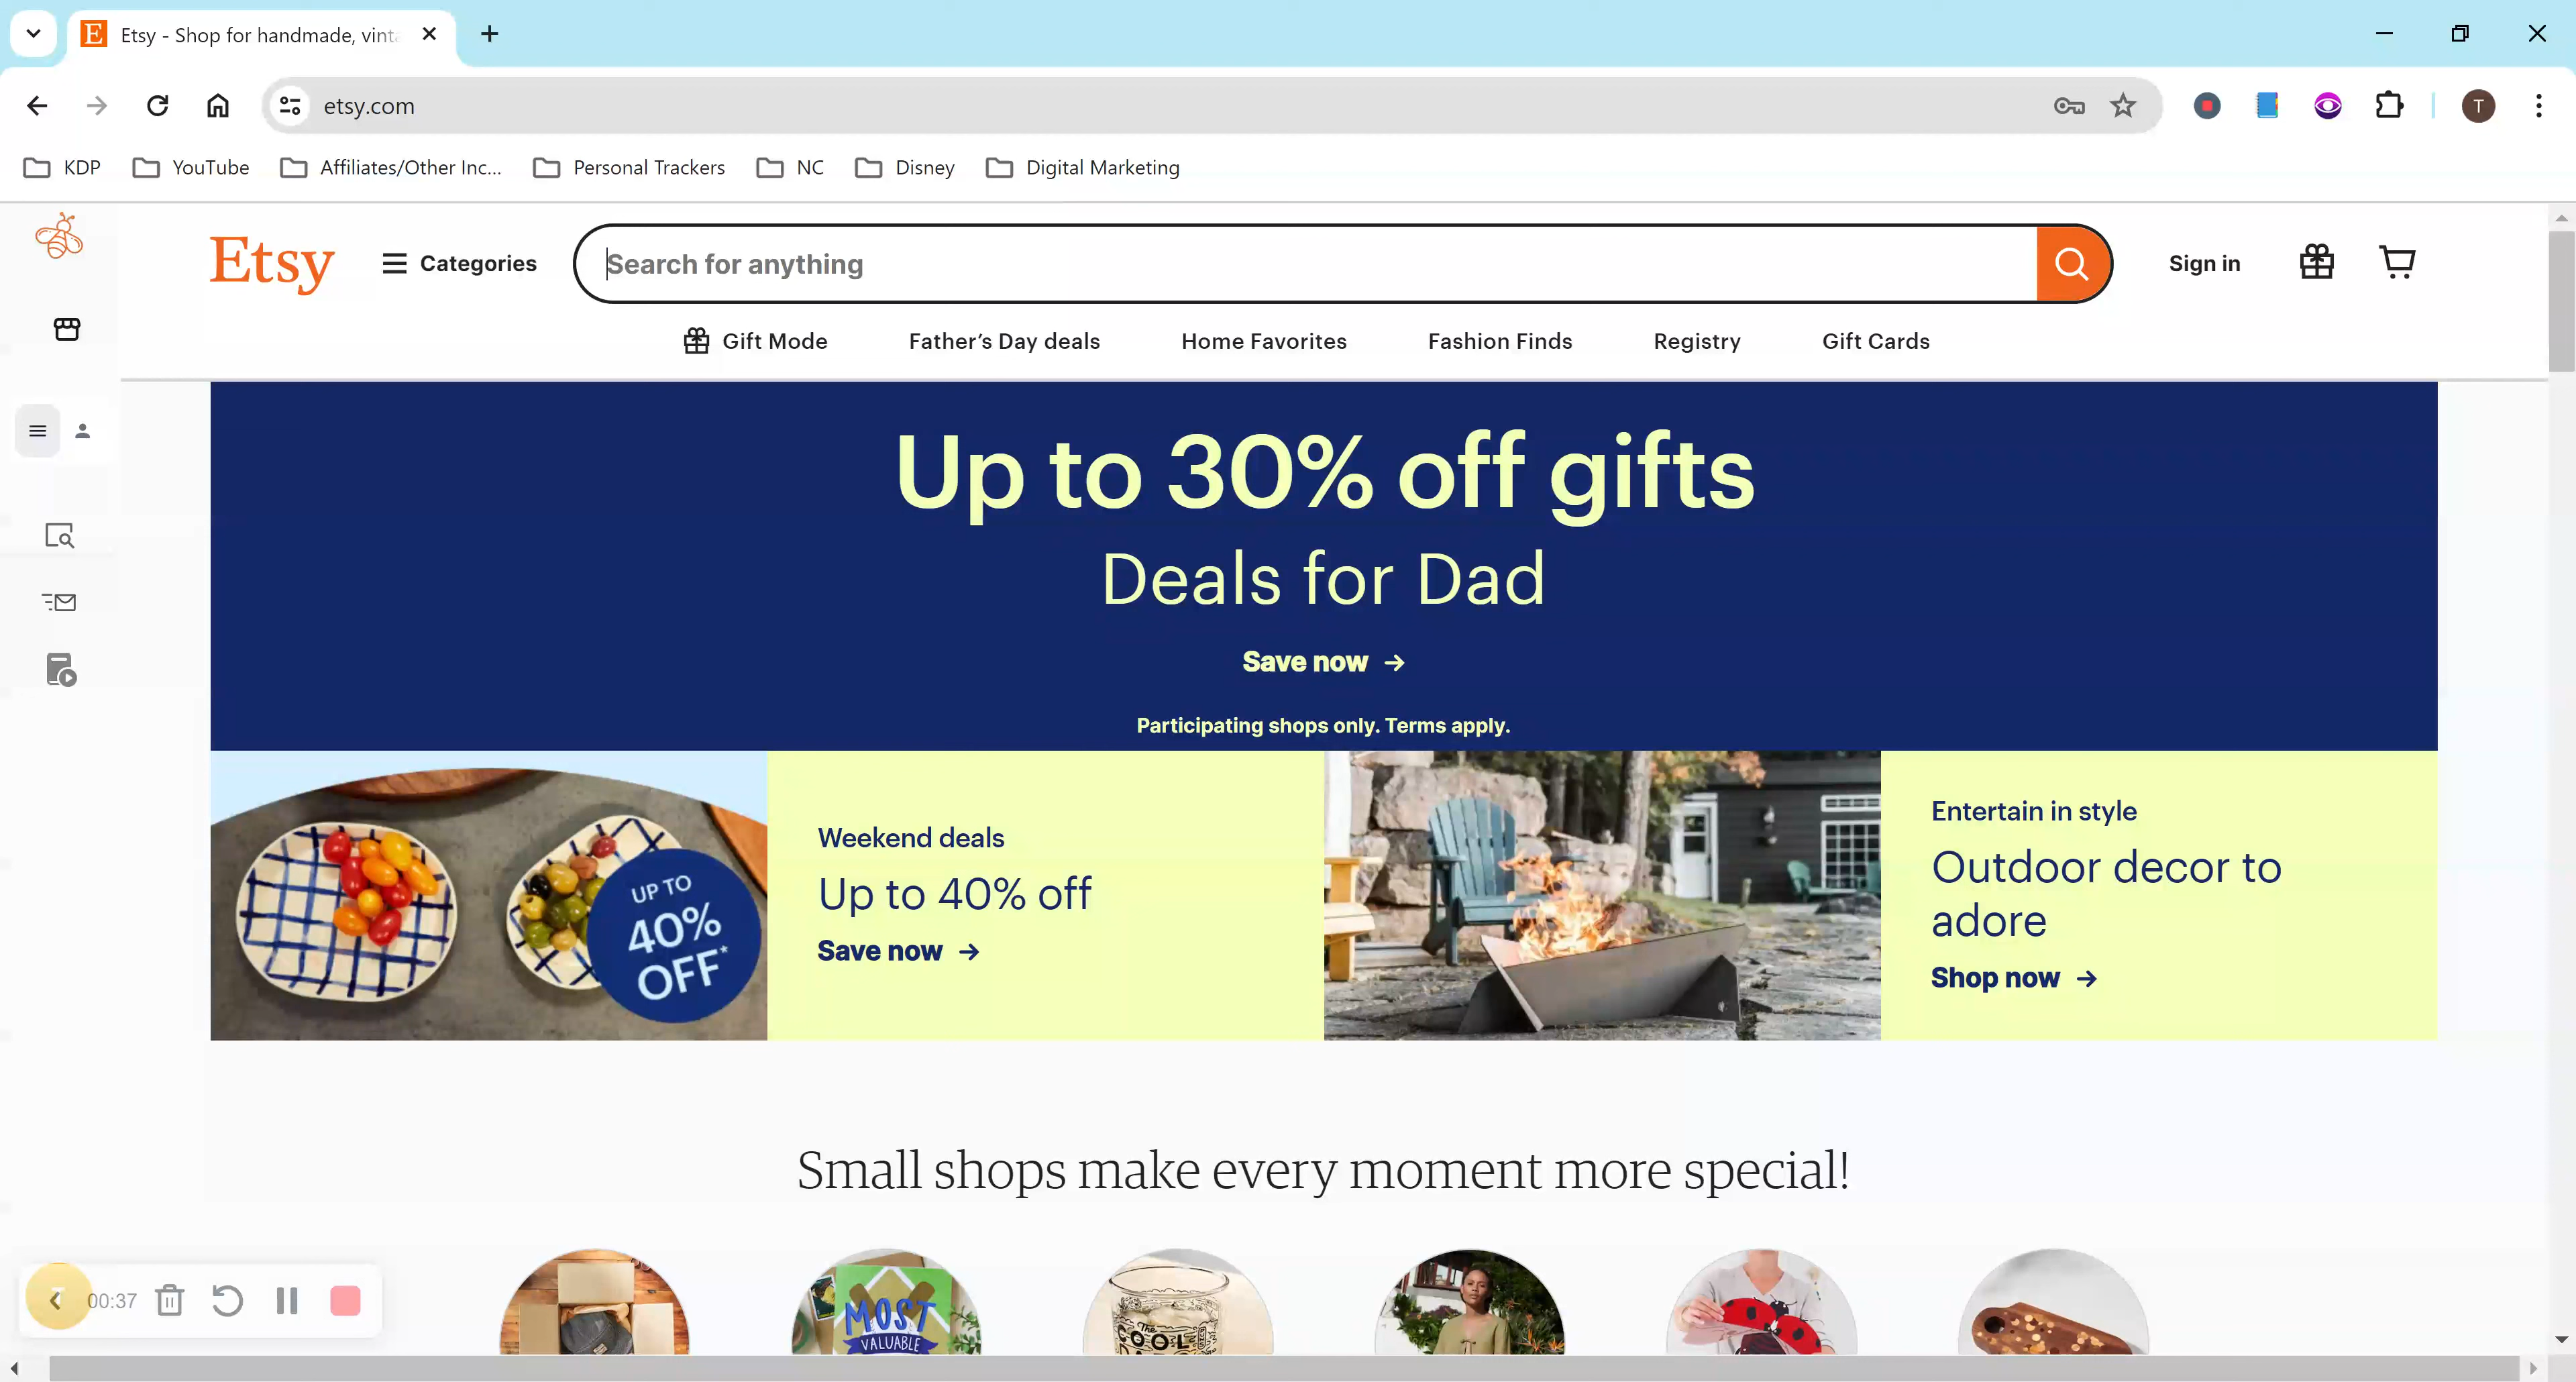 E Etsy - Shop for handmade, vint
etsy.com
T
KDP YouTube Affiliates/Other Inc... Personal Trackers NC Disney Digital Marketing
Etsy Categories Search for anything Sign in
Gift Mode Father's Day deals Home Favorites Fashion Finds Registry Gift Cards
Up to 30% off gifts
Deals for Dad
Save now →
Participating shops only. Terms apply.
UP TO
40%
OFF*
Weekend deals
Up to 40% off
Save now →
Entertain in style
Outdoor decor to
adore
Shop now →
Small shops make every moment more special!
00:37
MOST
VALUABLE
The
COOL